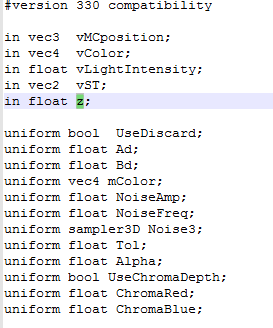 #version 330 compatibility
in vec3 vMCposition;
in vec4 vColor;
in float vLightIntensity;
in vec2 vST;
in float z;
uniform bool UseDiscard;
uniform float Ad;
uniform float Bd;
uniform vec4 mColor;
uniform float NoiseAmp;
uniform float NoiseFreq;
uniform sampler3D Noise3;
uniform float Tol;
uniform float Alpha;
uniform bool UseChromaDepth;
uniform float ChromaRed;
uniform float ChromaBlue;